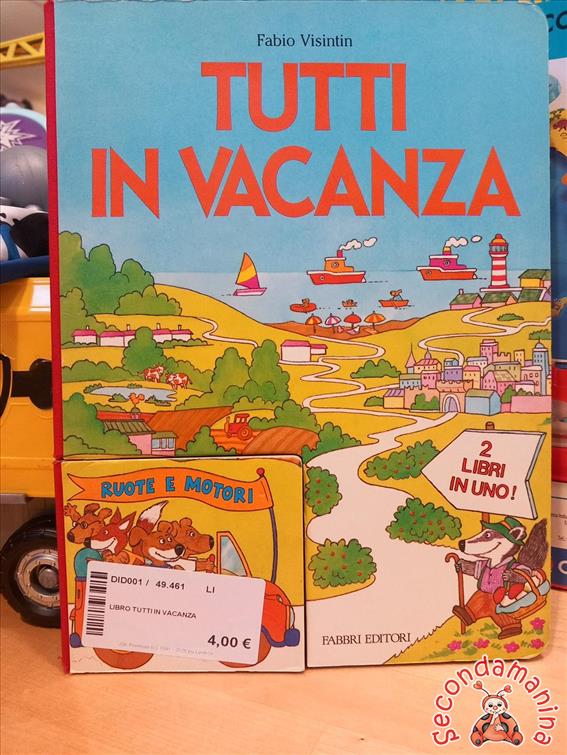 Fabio Visintin
TUTTI
IN VACANZA
2
LIBRI
IN UNO!
RUOTE E MOTORI
DID001 / 49.461 LI
LIBRO TUTTI IN VACANZA
4,00 €
FABBRI EDITORI
Secondamanina